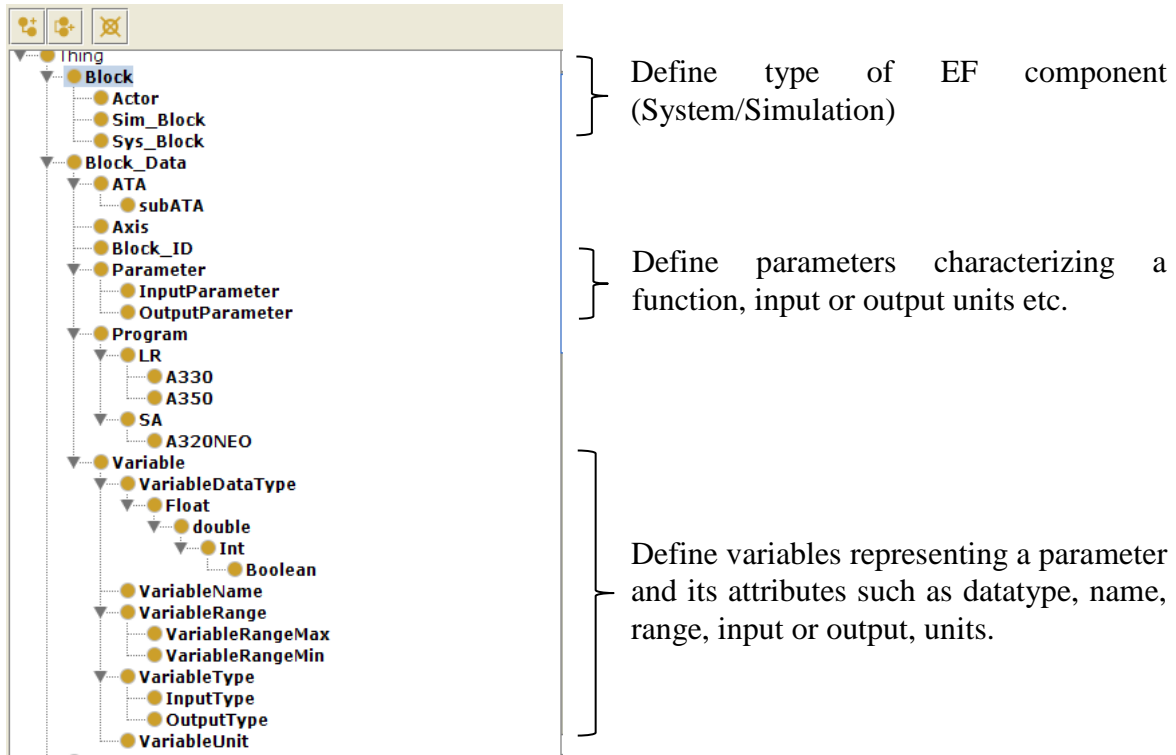 Thing
Block
Actor
Sim_Block
Sys_Block
Block_Data
ATA
subATA
Axis
Block_ID
Parameter
InputParameter
OutputParameter
Program
LR
A330
A350
SA
A320NEO
Variable
VariableDataType
Float
double
Int
Boolean
VariableName
VariableRange
VariableRangeMax
VariableRangeMin
VariableType
InputType
OutputType
VariableUnit
Define type of EF component
(System/Simulation)
Define parameters characterizing a
function, input or output units etc.
Define variables representing a parameter
and its attributes such as datatype, name,
range, input or output, units.